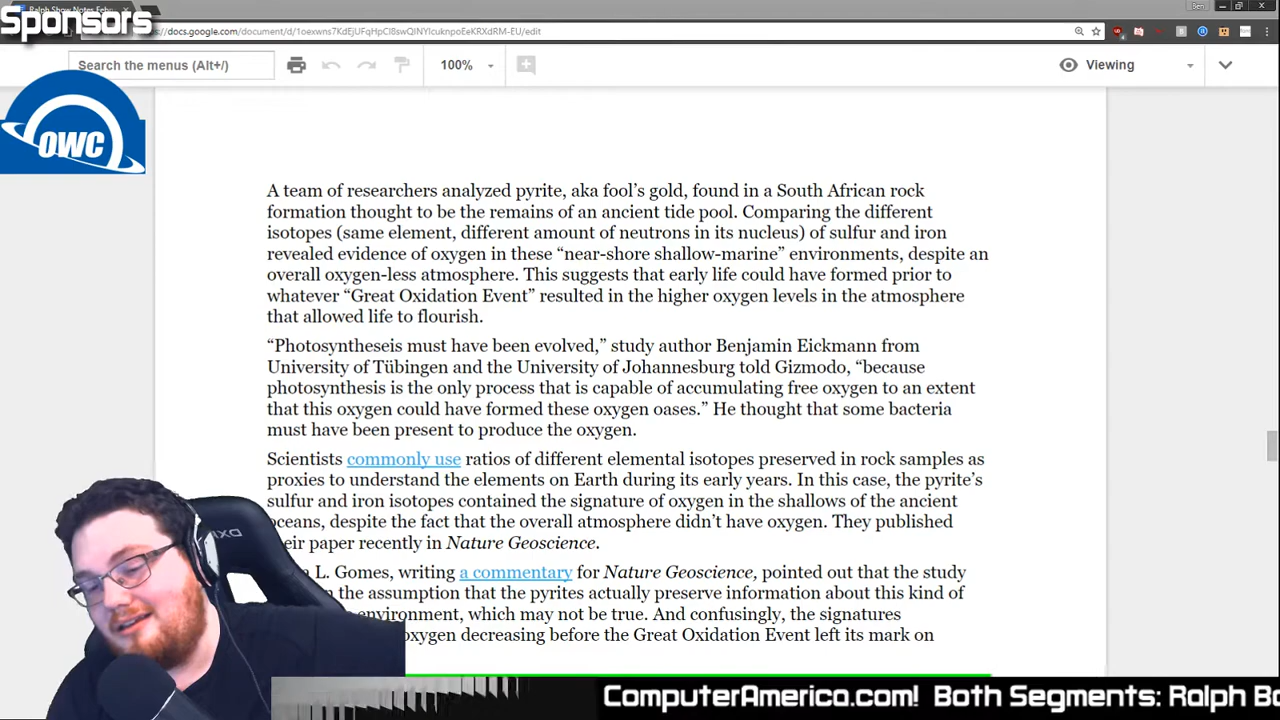 Ralph Show Notes
Sponsors
Ben
docs.google.com/document/d/1oexwns7KdEjUFqHpCl8swQINYlcuknpoEeKRXdRM-EU/edit
Search the menus (Alt+/)
100%
Viewing
OWC
A team of researchers analyzed pyrite, aka fool’s gold, found in a South African rock
formation thought to be the remains of an ancient tide pool. Comparing the different
isotopes (same element, different amount of neutrons in its nucleus) of sulfur and iron
revealed evidence of oxygen in these “near-shore shallow-marine” environments, despite an
overall oxygen-less atmosphere. This suggests that early life could have formed prior to
whatever “Great Oxidation Event” resulted in the higher oxygen levels in the atmosphere
that allowed life to flourish.
“Photosyntheseis must have been evolved,” study author Benjamin Eickmann from
University of Tübingen and the University of Johannesburg told Gizmodo, “because
photosynthesis is the only process that is capable of accumulating free oxygen to an extent
that this oxygen could have formed these oxygen oases.” He thought that some bacteria
must have been present to produce the oxygen.
Scientists commonly use ratios of different elemental isotopes preserved in rock samples as
proxies to understand the elements on Earth during its early years. In this case, the pyrite’s
sulfur and iron isotopes contained the signature of oxygen in the shallows of the ancient
oceans, despite the fact that the overall atmosphere didn’t have oxygen. They published
their paper recently in Nature Geoscience.
L. Gomes, writing a commentary for Nature Geoscience, pointed out that the study
the assumption that the pyrites actually preserve information about this kind of
environment, which may not be true. And confusingly, the signatures
oxygen decreasing before the Great Oxidation Event left its mark on
ComputerAmerica.com! Both Segments: Ralph Bo